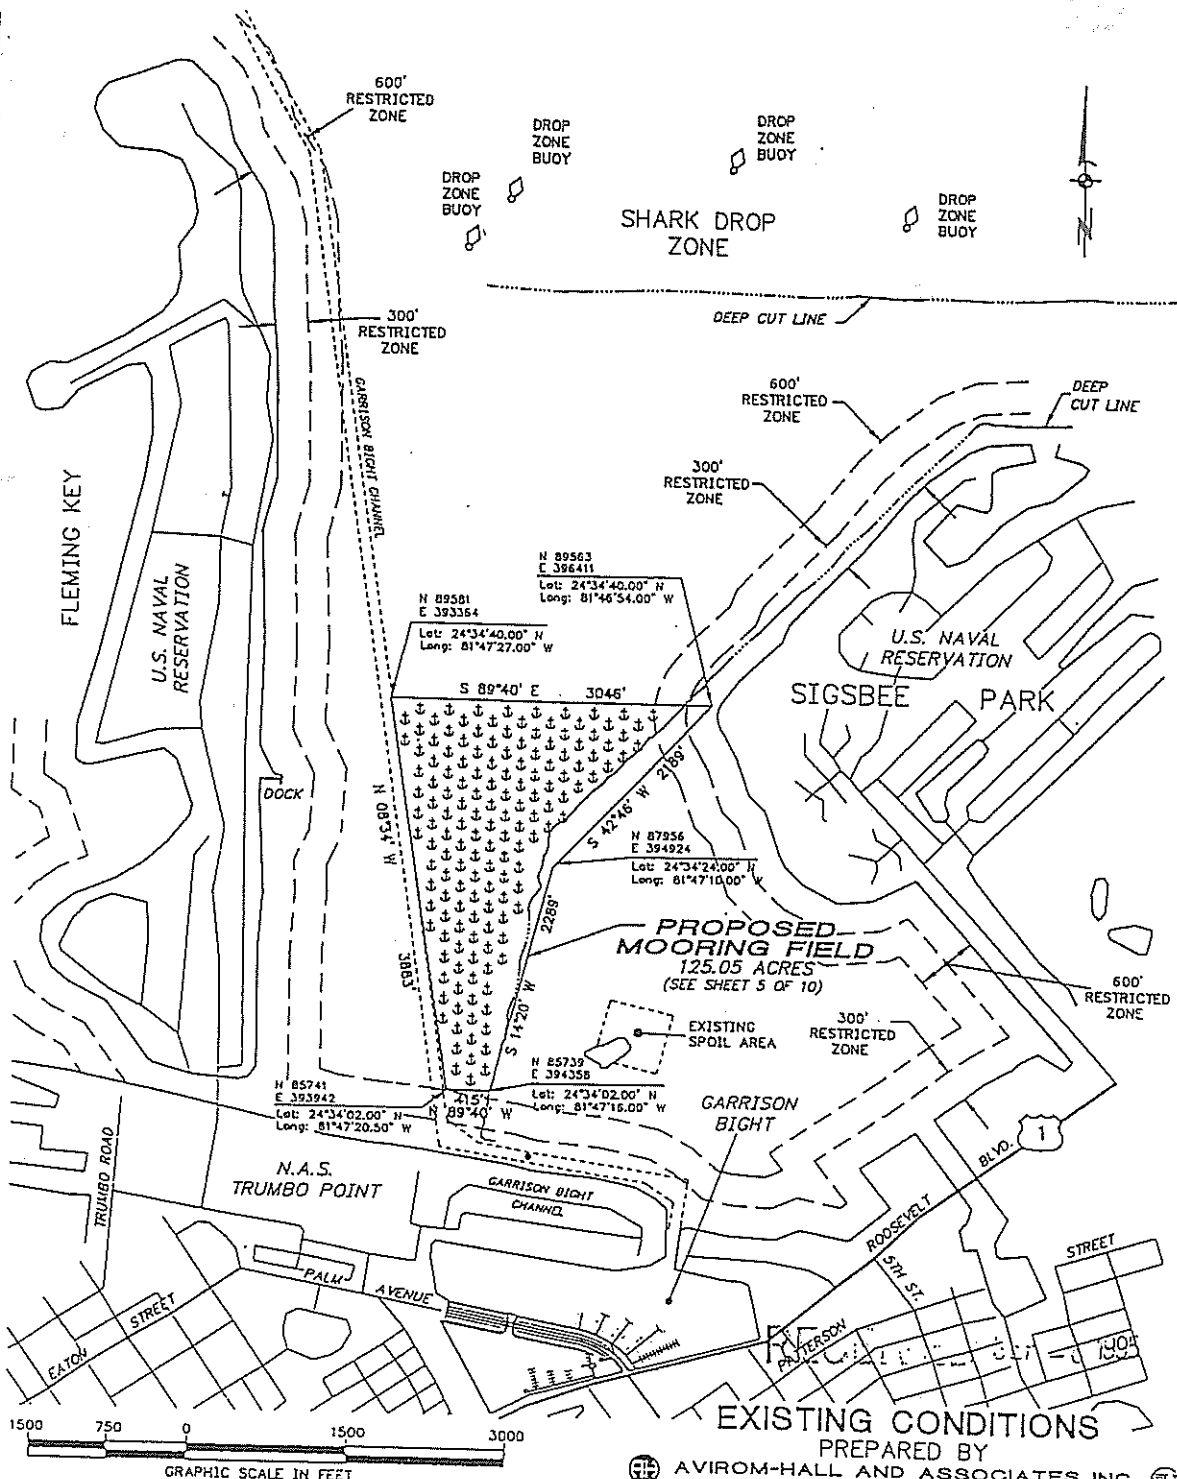 600'
RESTRICTED
ZONE
DROP
ZONE
BUOY
DROP
ZONE
BUOY
DROP
ZONE
BUOY
DROP
ZONE
BUOY
SHARK DROP
ZONE
N
DEEP CUT LINE
300'
RESTRICTED
ZONE
GARRISON BIGHT CHANNEL
600'
RESTRICTED
ZONE
DEEP
CUT LINE
300'
RESTRICTED
ZONE
FLEMING KEY
U.S. NAVAL
RESERVATION
N 89563
E 396411
Lat: 24°34'40.00" N
Long: 81°46'54.00" W
N 89581
E 393364
Lat: 24°34'40.00" N
Long: 81°47'27.00" W
U.S. NAVAL
RESERVATION
SIGSBEE PARK
S 89°40' E 3046'
DOCK
N 08°34' W
3883'
S 42°46' W 2189'
N 87956
E 394924
Lat: 24°34'24.00" N
Long: 81°47'10.00" W
S 14°20' W 2289'
PROPOSED
MOORING FIELD
125.05 ACRES
(SEE SHEET 5 OF 10)
600'
RESTRICTED
ZONE
EXISTING
SPOIL AREA
300'
RESTRICTED
ZONE
N 85739
E 394358
Lat: 24°34'02.00" N
Long: 81°47'16.00" W
N 85741
E 393942
Lat: 24°34'02.00" N
Long: 81°47'20.50" W
415'
N 89°40' W
GARRISON
BIGHT
1
TRUMBO ROAD
N.A.S.
TRUMBO POINT
GARRISON BIGHT
CHANNEL
ROOSEVELT BLVD.
5TH ST.
STREET
PALM AVENUE
EATON STREET
PATTERSON
1995
1500 750 0 1500 3000
GRAPHIC SCALE IN FEET
EXISTING CONDITIONS
PREPARED BY
AVIROM-HALL AND ASSOCIATES INC.